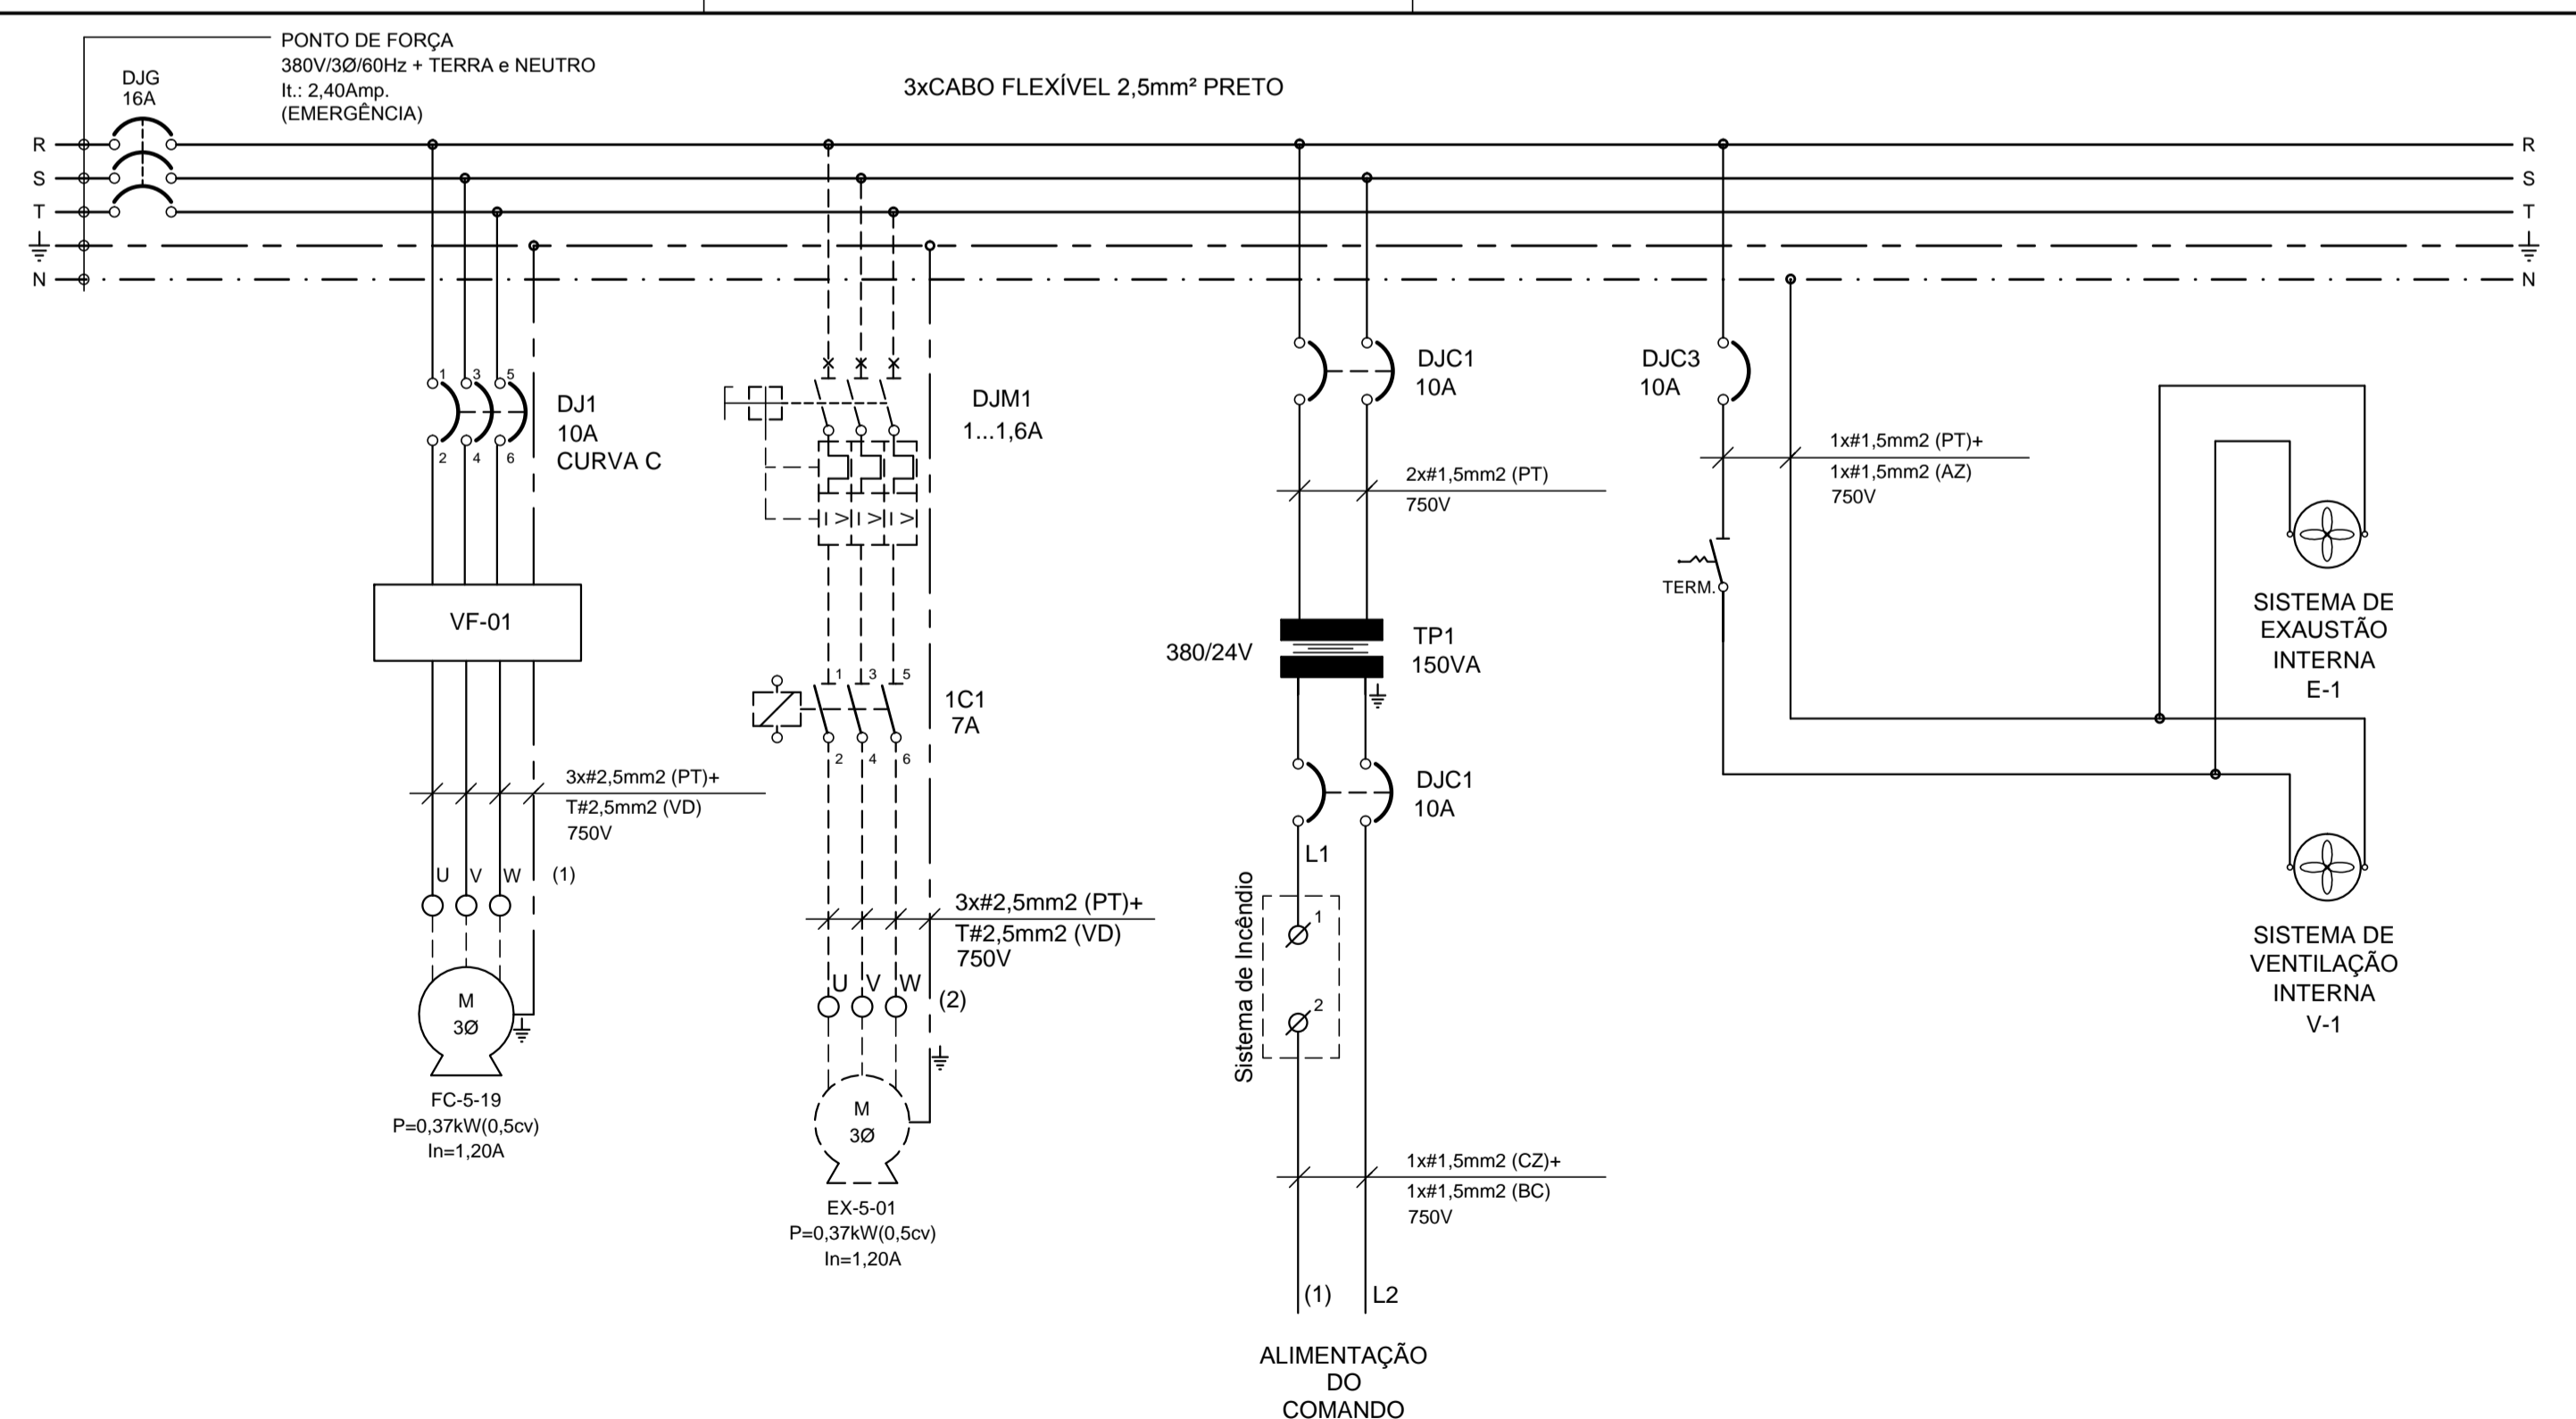 PONTO DE FORÇA
380V/3Ø/60Hz + TERRA e NEUTRO
It.: 2,40Amp.
(EMERGÊNCIA)
DJG
16A
3xCABO FLEXÍVEL 2,5mm² PRETO
R
S
T
N
R
S
T
N
1
3
5
DJ1
10A
CURVA C
2
4
6
VF-01
3x#2,5mm2 (PT)+
T#2,5mm2 (VD)
750V
U
V
W
(1)
M
3Ø
FC-5-19
P=0,37kW(0,5cv)
In=1,20A
DJM1
1...1,6A
I >
I >
I >
1
3
5
1C1
7A
2
4
6
3x#2,5mm2 (PT)+
T#2,5mm2 (VD)
750V
U
V
W
(2)
M
3Ø
EX-5-01
P=0,37kW(0,5cv)
In=1,20A
DJC1
10A
2x#1,5mm2 (PT)
750V
380/24V
TP1
150VA
DJC1
10A
L1
Sistema de Incêndio
1
2
1x#1,5mm2 (CZ)+
1x#1,5mm2 (BC)
750V
(1)
L2
ALIMENTAÇÃO
DO
COMANDO
DJC3
10A
1x#1,5mm2 (PT)+
1x#1,5mm2 (AZ)
750V
TERM.
SISTEMA DE
EXAUSTÃO
INTERNA
E-1
SISTEMA DE
VENTILAÇÃO
INTERNA
V-1